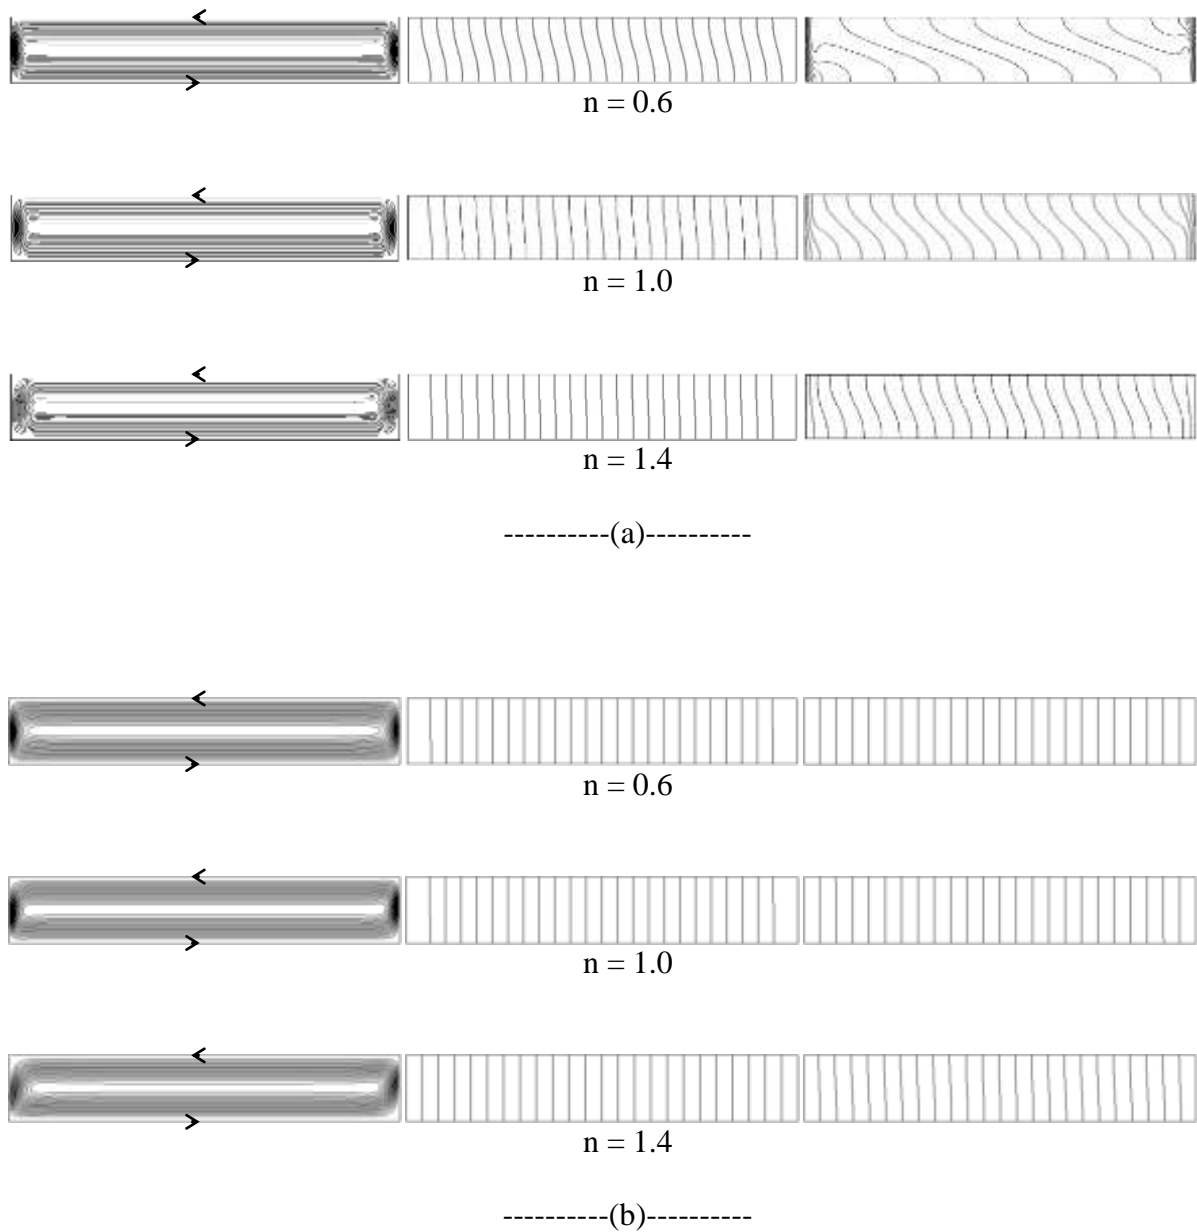 n = 0.6
n = 1.0
n = 1.4
----------(a)----------
n = 0.6
n = 1.0
n = 1.4
----------(b)----------